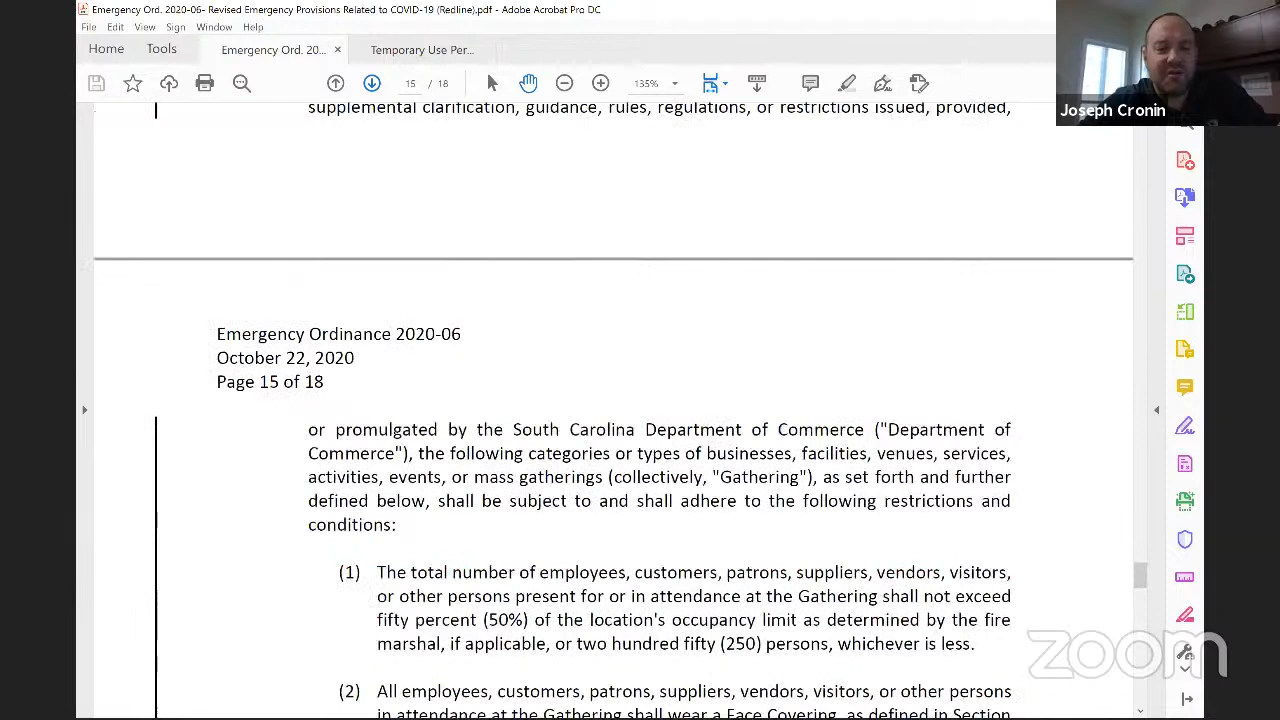 Emergency Ord. 2020-06- Revised Emergency Provisions Related to COVID-19 (Redline).pdf - Adobe Acrobat Pro DC
File Edit View Sign Window Help
Home Tools Emergency Ord. 20... × Temporary Use Per...
15 / 18 135%
Joseph Cronin
supplemental clarification, guidance, rules, regulations, or restrictions issued, provided,
Emergency Ordinance 2020-06
October 22, 2020
Page 15 of 18
or promulgated by the South Carolina Department of Commerce ("Department of
Commerce"), the following categories or types of businesses, facilities, venues, services,
activities, events, or mass gatherings (collectively, "Gathering"), as set forth and further
defined below, shall be subject to and shall adhere to the following restrictions and
conditions:
(1) The total number of employees, customers, patrons, suppliers, vendors, visitors,
or other persons present for or in attendance at the Gathering shall not exceed
fifty percent (50%) of the location's occupancy limit as determined by the fire
marshal, if applicable, or two hundred fifty (250) persons, whichever is less.
(2) All employees, customers, patrons, suppliers, vendors, visitors, or other persons
in attendance at the Gathering shall wear a Face Covering, as defined in Section
zoom